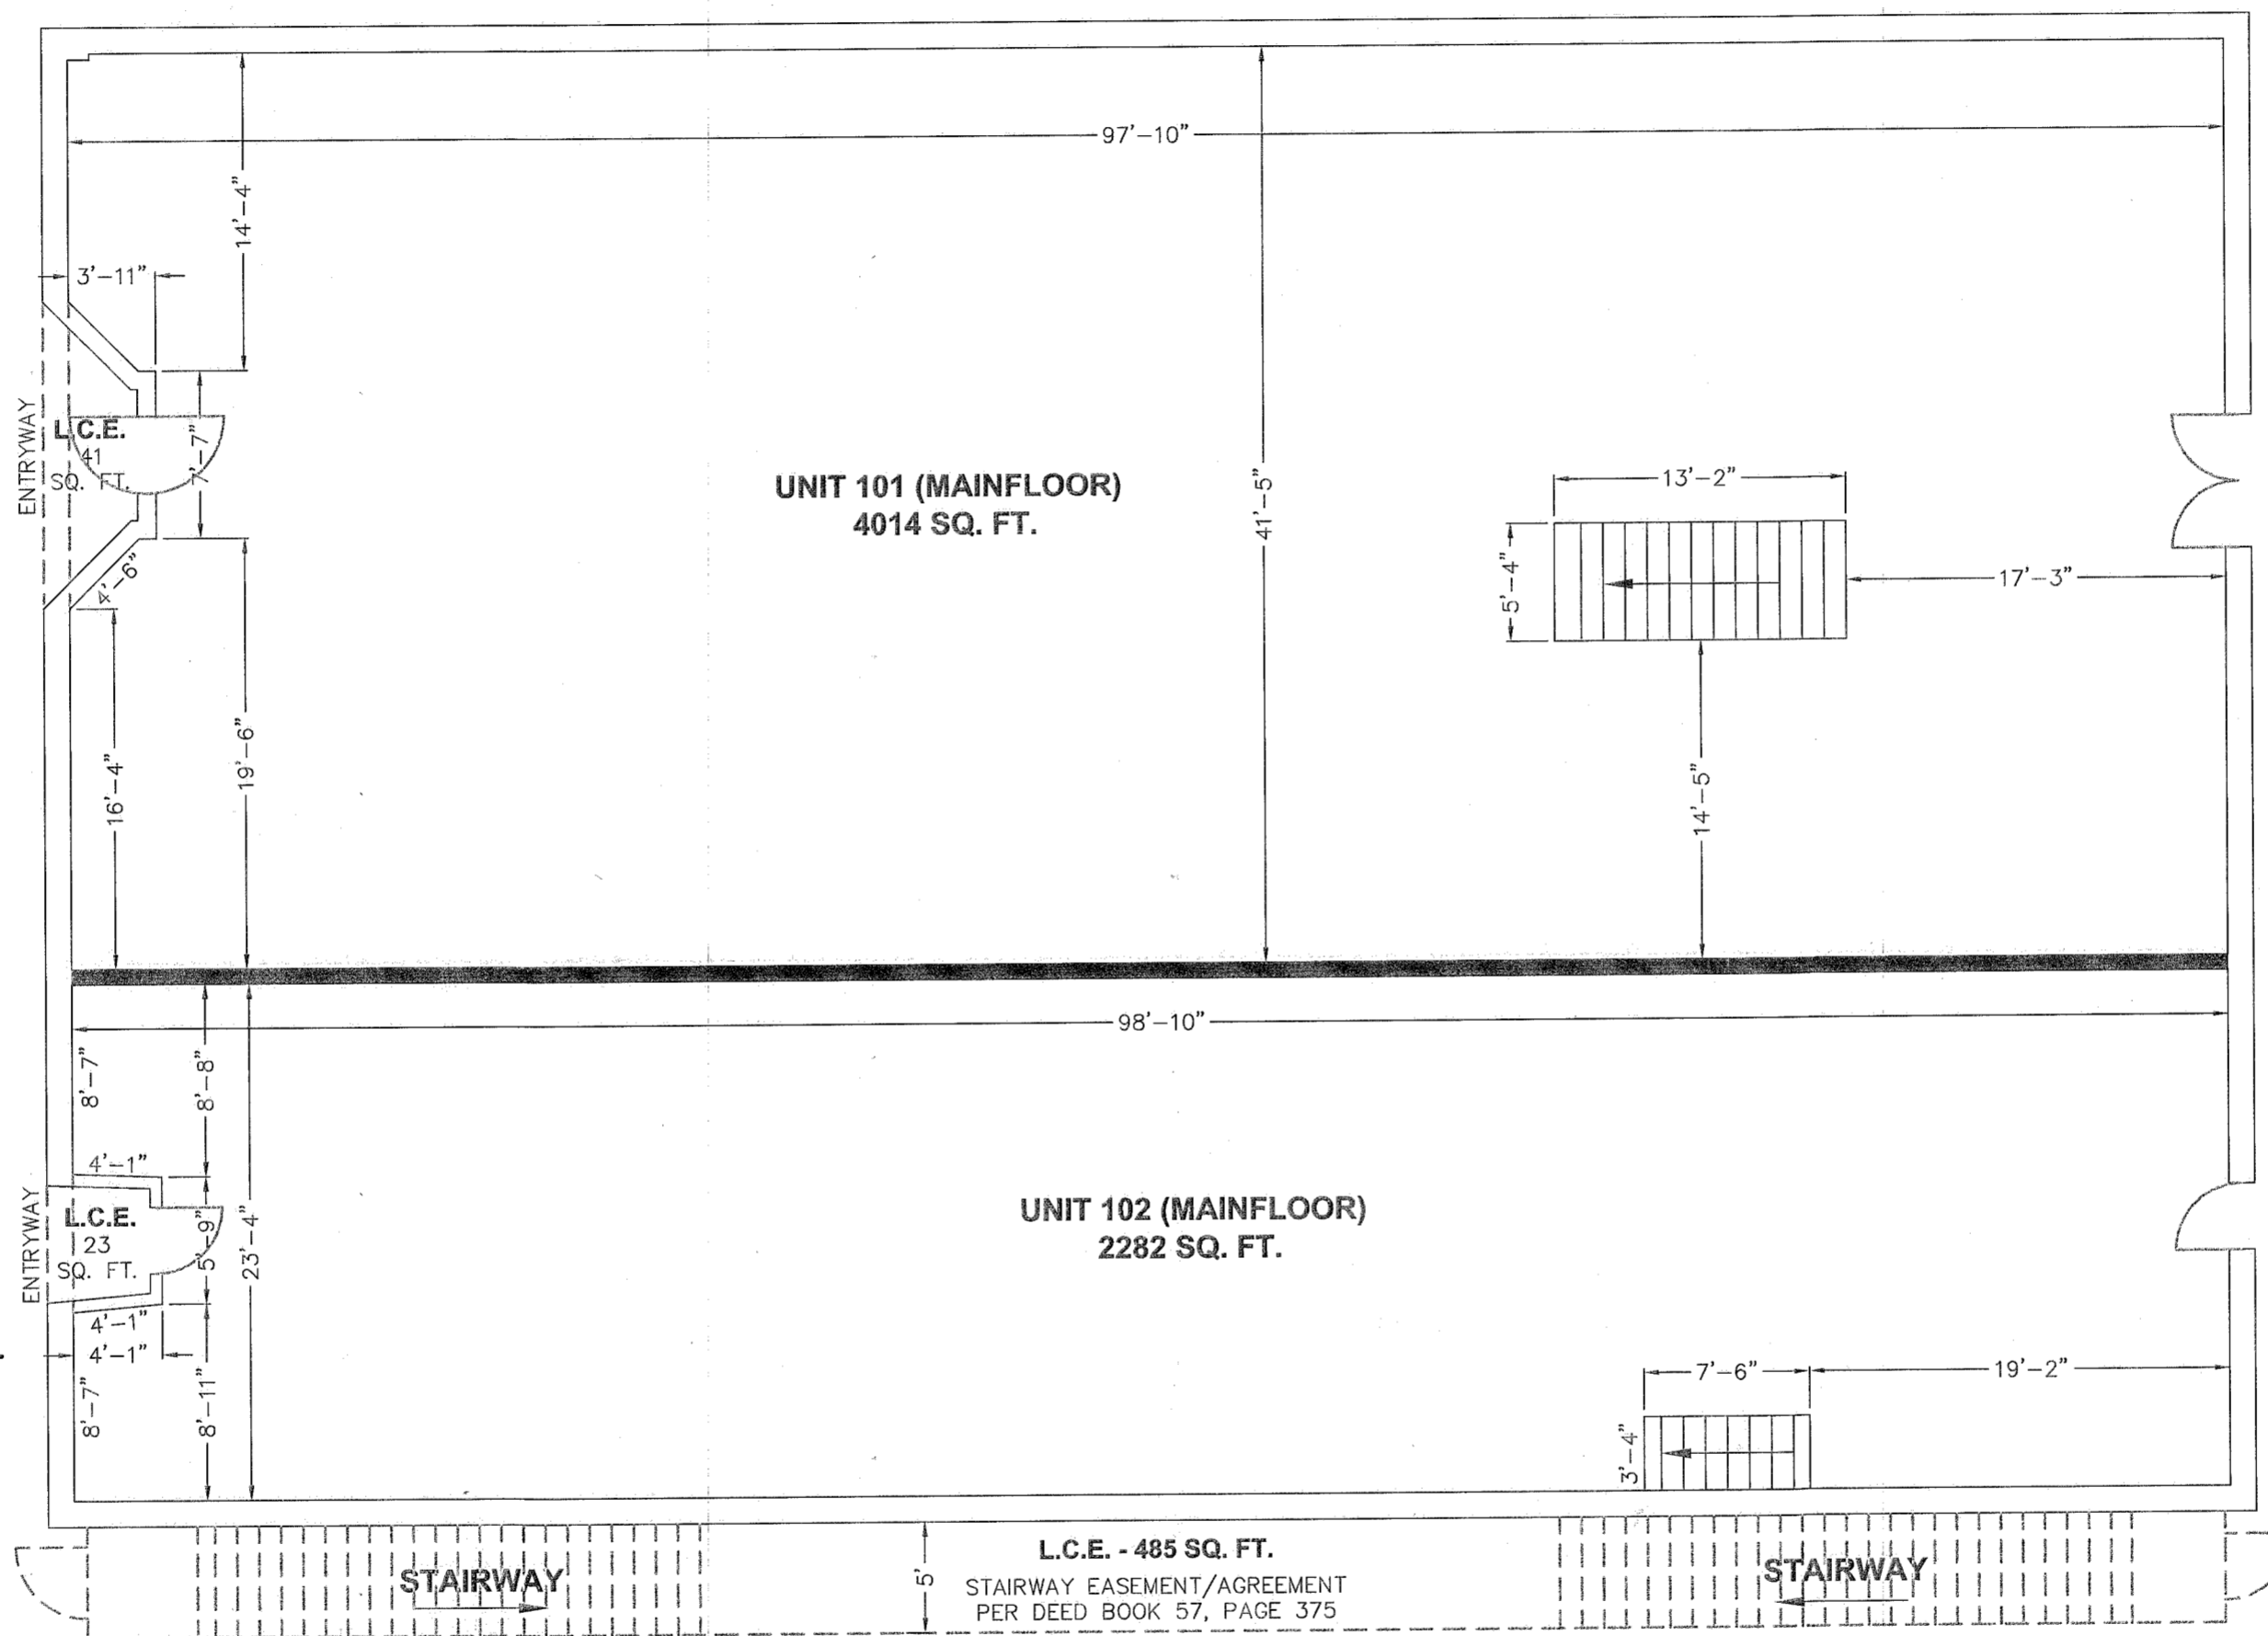 97'-10"
14'-4"
3'-11"
ENTRYWAY
L.C.E.
41
SQ. FT.
7'-7"
4'-6"
UNIT 101 (MAINFLOOR)
4014 SQ. FT.
41'-5"
13'-2"
5'-4"
17'-3"
16'-4"
19'-6"
14'-5"
98'-10"
8'-7"
8'-8"
4'-1"
ENTRYWAY
L.C.E.
23
SQ. FT.
5'-9"
23'-4"
UNIT 102 (MAINFLOOR)
2282 SQ. FT.
4'-1"
4'-1"
8'-7"
8'-11"
7'-6"
19'-2"
3'-4"
STAIRWAY
5'
L.C.E. - 485 SQ. FT.
STAIRWAY EASEMENT/AGREEMENT
PER DEED BOOK 57, PAGE 375
STAIRWAY